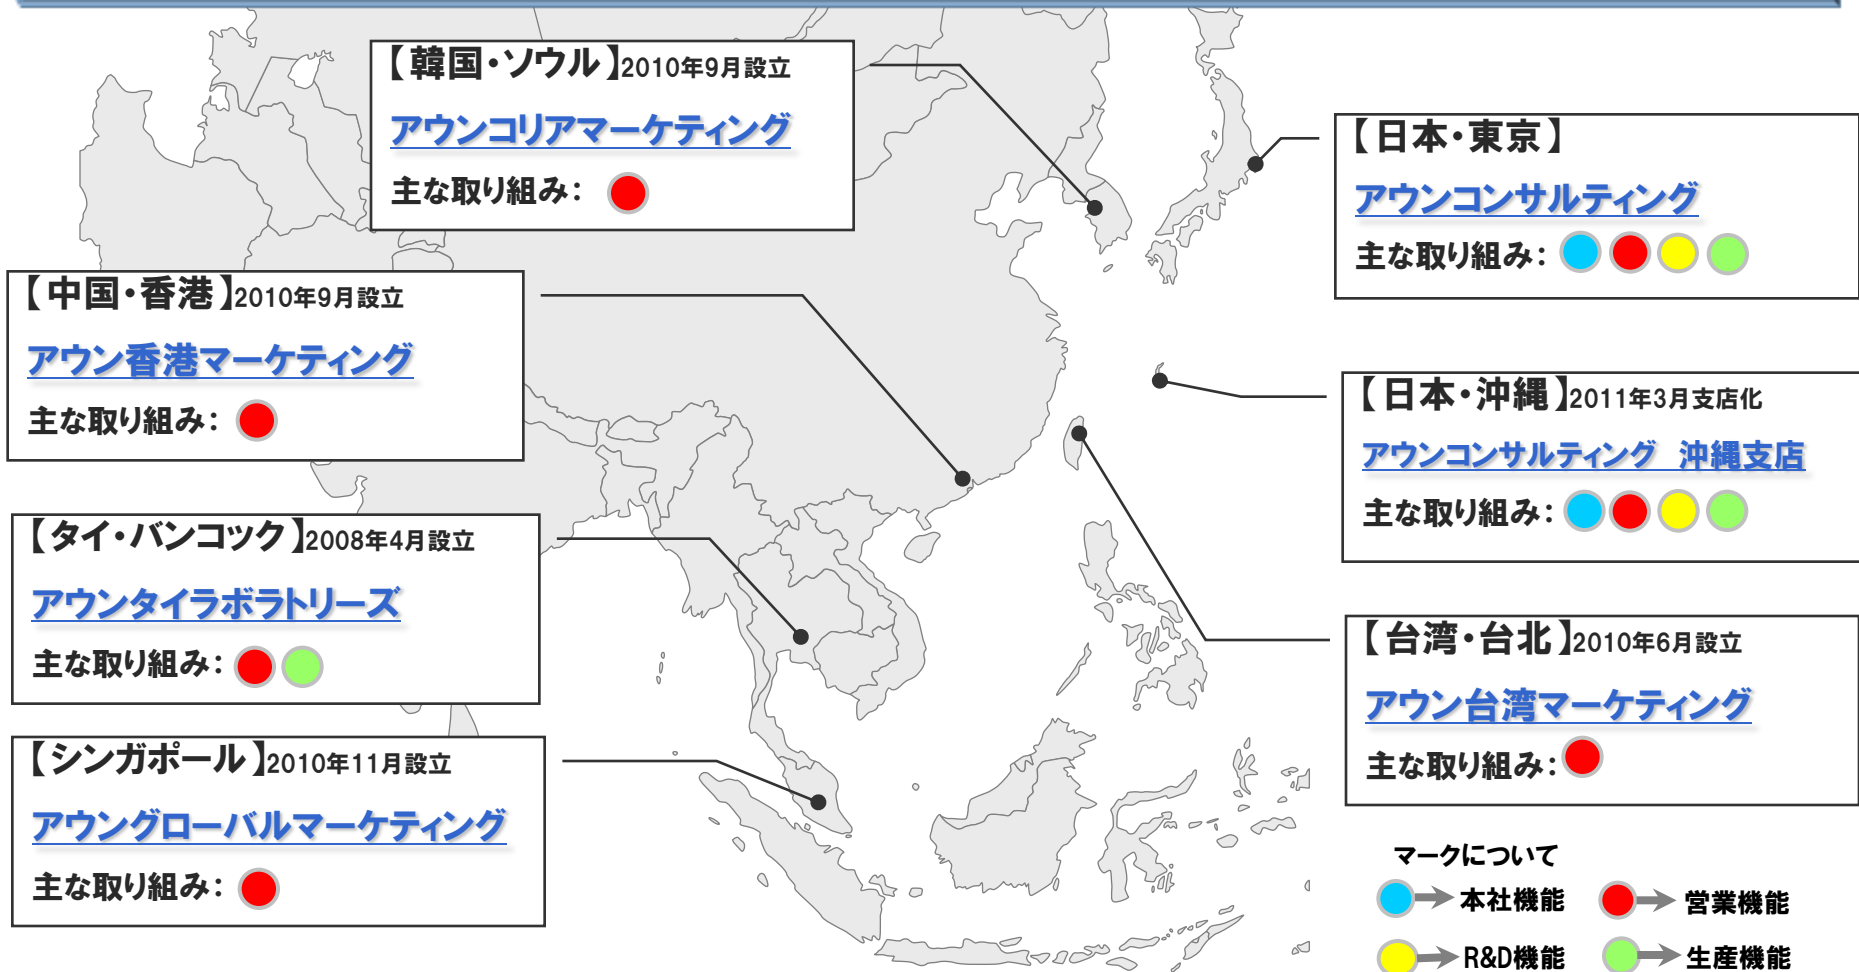 【韓国・ソウル】2010年9月設立
アウンコリアマーケティング
主な取り組み：
【日本・東京】
アウンコンサルティング
主な取り組み：
【中国・香港】2010年9月設立
アウン香港マーケティング
主な取り組み：
【日本・沖縄】2011年3月支店化
アウンコンサルティング　沖縄支店
主な取り組み：
【タイ・バンコック】2008年4月設立
アウンタイラボラトリーズ
主な取り組み：
【台湾・台北】2010年6月設立
アウン台湾マーケティング
主な取り組み：
【シンガポール】2010年11月設立
アウングローバルマーケティング
主な取り組み：
マークについて
本社機能
営業機能
R&D機能
生産機能